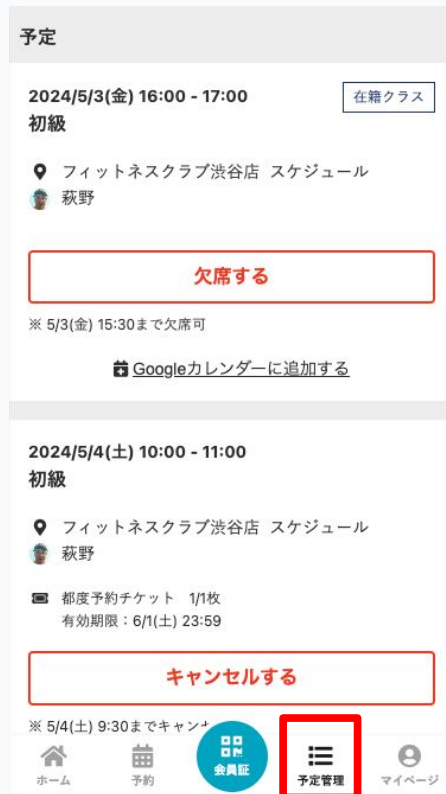 予定
2024/5/3(金) 16:00 - 17:00
在籍クラス
初級
フィットネスクラブ渋谷店 スケジュール
萩野
欠席する
※ 5/3(金) 15:30まで欠席可
Googleカレンダーに追加する
2024/5/4(土) 10:00 - 11:00
初級
フィットネスクラブ渋谷店 スケジュール
萩野
都度予約チケット 1/1枚
有効期限：6/1(土) 23:59
キャンセルする
※ 5/4(土) 9:30までキャン
ホーム
予約
会員証
予定管理
マイページ